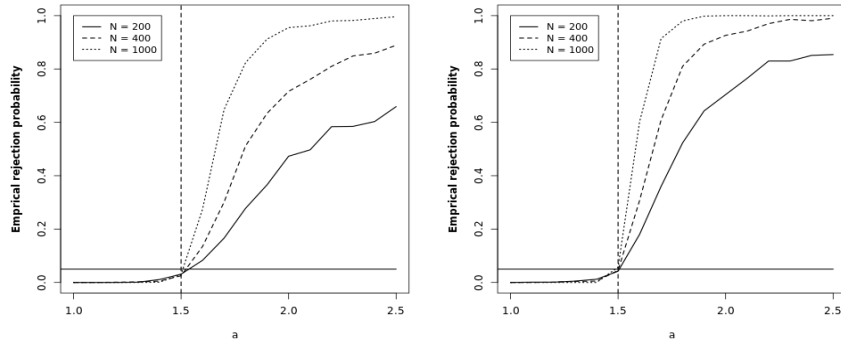 N = 200
N = 400
N = 1000
Emprical rejection probability
0.0 0.2 0.4 0.6 0.8 1.0
1.0 1.5 2.0 2.5
a
N = 200
N = 400
N = 1000
Emprical rejection probability
0.0 0.2 0.4 0.6 0.8 1.0
1.0 1.5 2.0 2.5
a